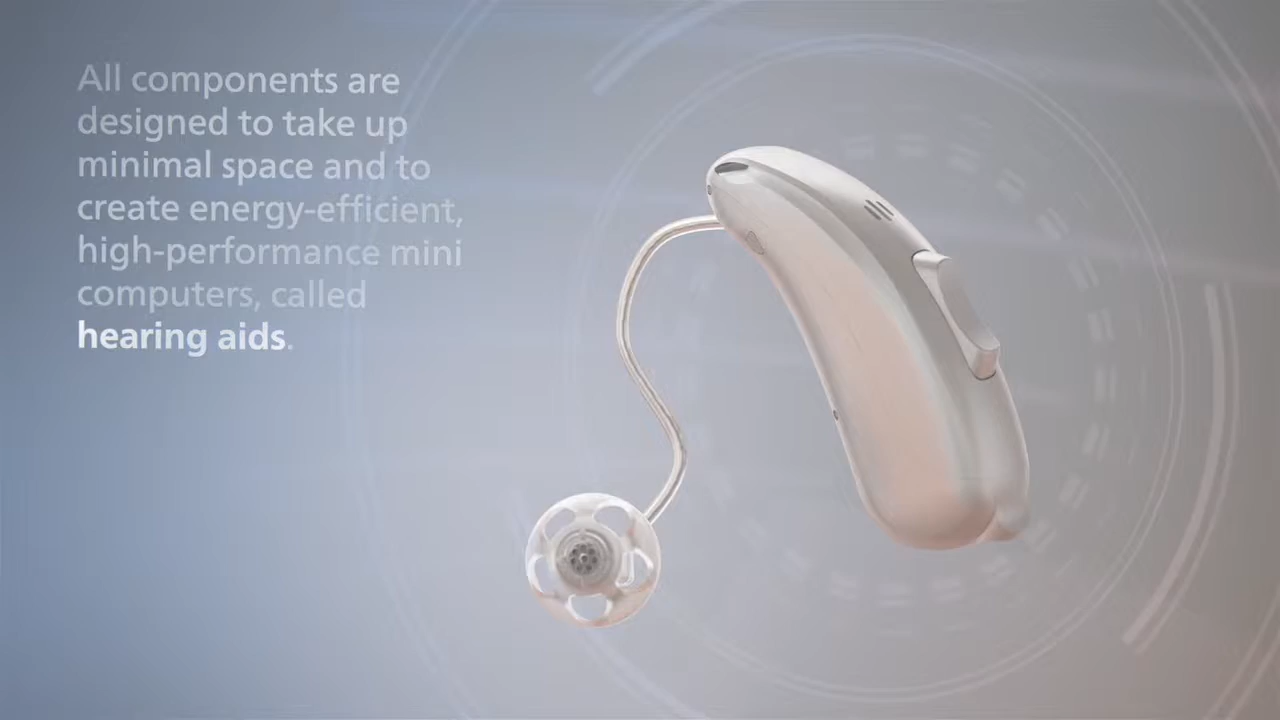 All components are
designed to take up
minimal space and to
create energy-efficient,
high-performance mini
computers, called
hearing aids.